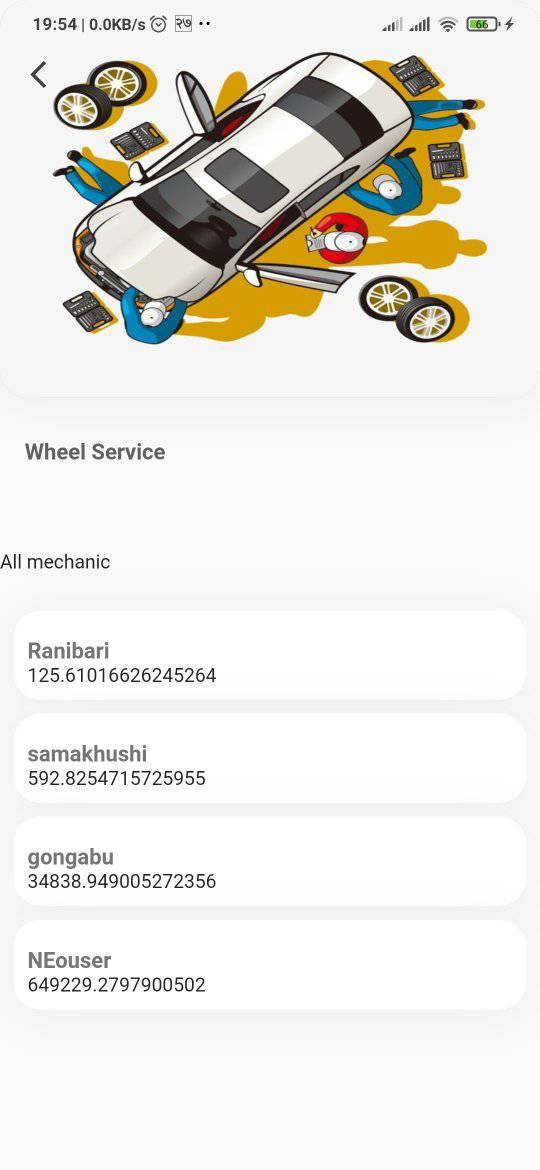 19:54 | 0.0KB/s २७
66
Wheel Service
All mechanic
Ranibari
125.61016626245264
samakhushi
592.8254715725955
gongabu
34838.949005272356
NEouser
649229.2797900502